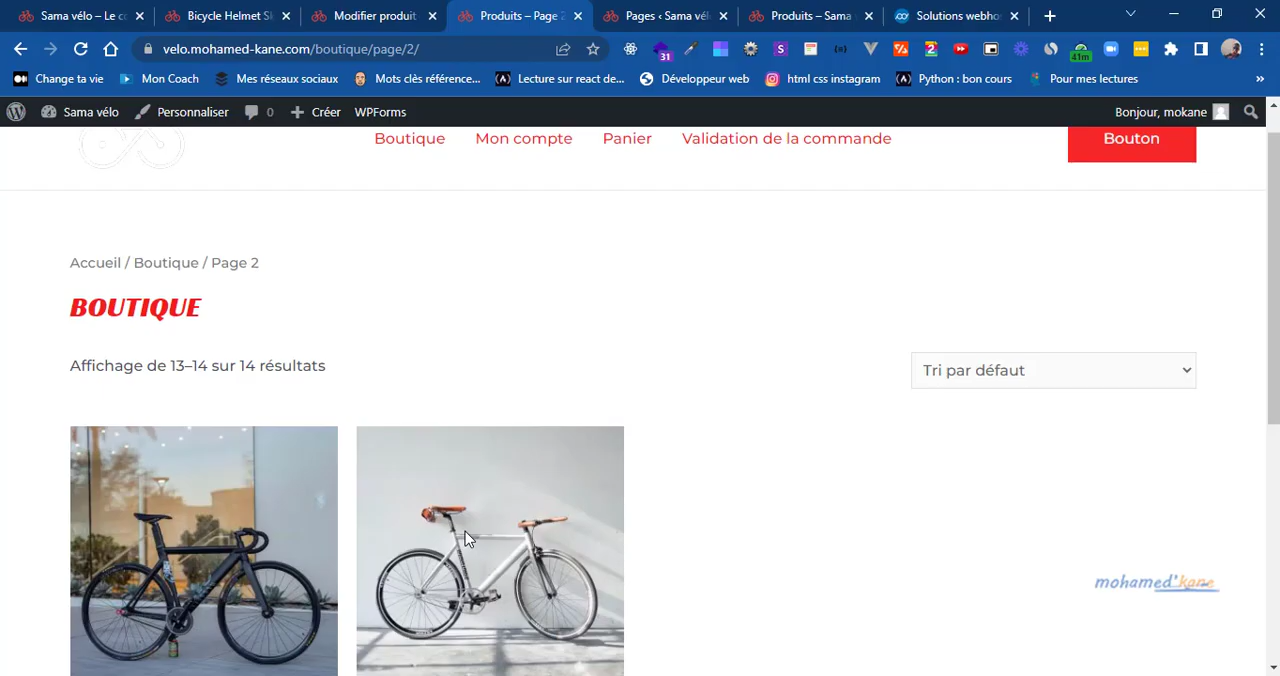 Sama vélo – Le c
Bicycle Helmet S
Modifier produit
Produits – Page 2
Pages ‹ Sama vél
Produits – Sama
Solutions webho
velo.mohamed-kane.com/boutique/page/2/
31
S
2
41m
Change ta vie
Mon Coach
Mes réseaux sociaux
Mots clés référence...
Lecture sur react de...
Développeur web
html css instagram
Python : bon cours
Pour mes lectures
»
Sama vélo
Personnaliser
0
Créer
WPForms
Bonjour, mokane
Boutique
Mon compte
Panier
Validation de la commande
Bouton
Accueil / Boutique / Page 2
BOUTIQUE
Affichage de 13–14 sur 14 résultats
Tri par défaut
mohamed'kane